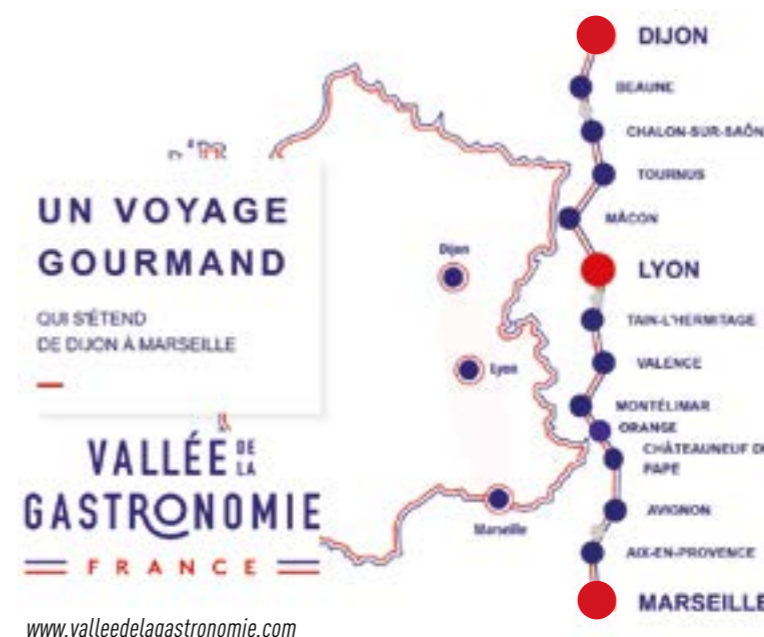 UN VOYAGE
GOURMAND
QUI S'ÉTEND
DE DIJON À MARSEILLE
VALLÉE DE LA
GASTRONOMIE
FRANCE
www.valleedelagastronomie.com
Dijon
Lyon
Marseille
DIJON
BEAUNE
CHALON-SUR-SAÔN
TOURNUS
MÂCON
LYON
TAIN-L'HERMITAGE
VALENCE
MONTÉLIMAR
ORANGE
CHÂTEAUNEUF D
PAPE
AVIGNON
AIX-EN-PROVENCE
MARSEILLE